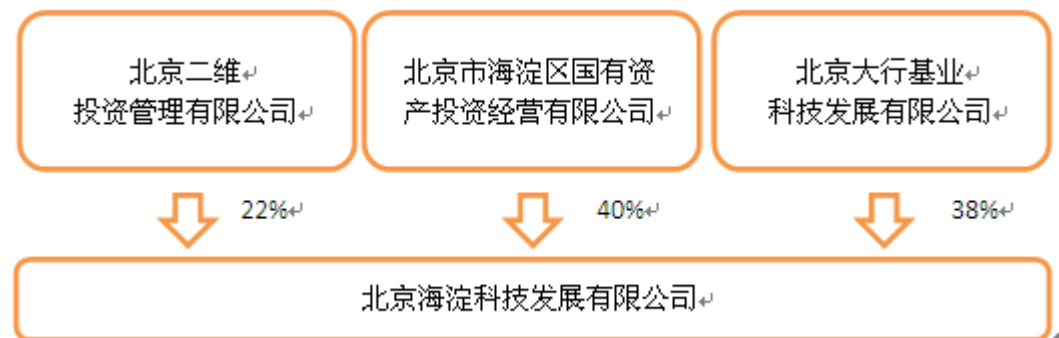 北京二维
投资管理有限公司
北京市海淀区国有资
产投资经营有限公司
北京大行基业
科技发展有限公司
22%
40%
38%
北京海淀科技发展有限公司